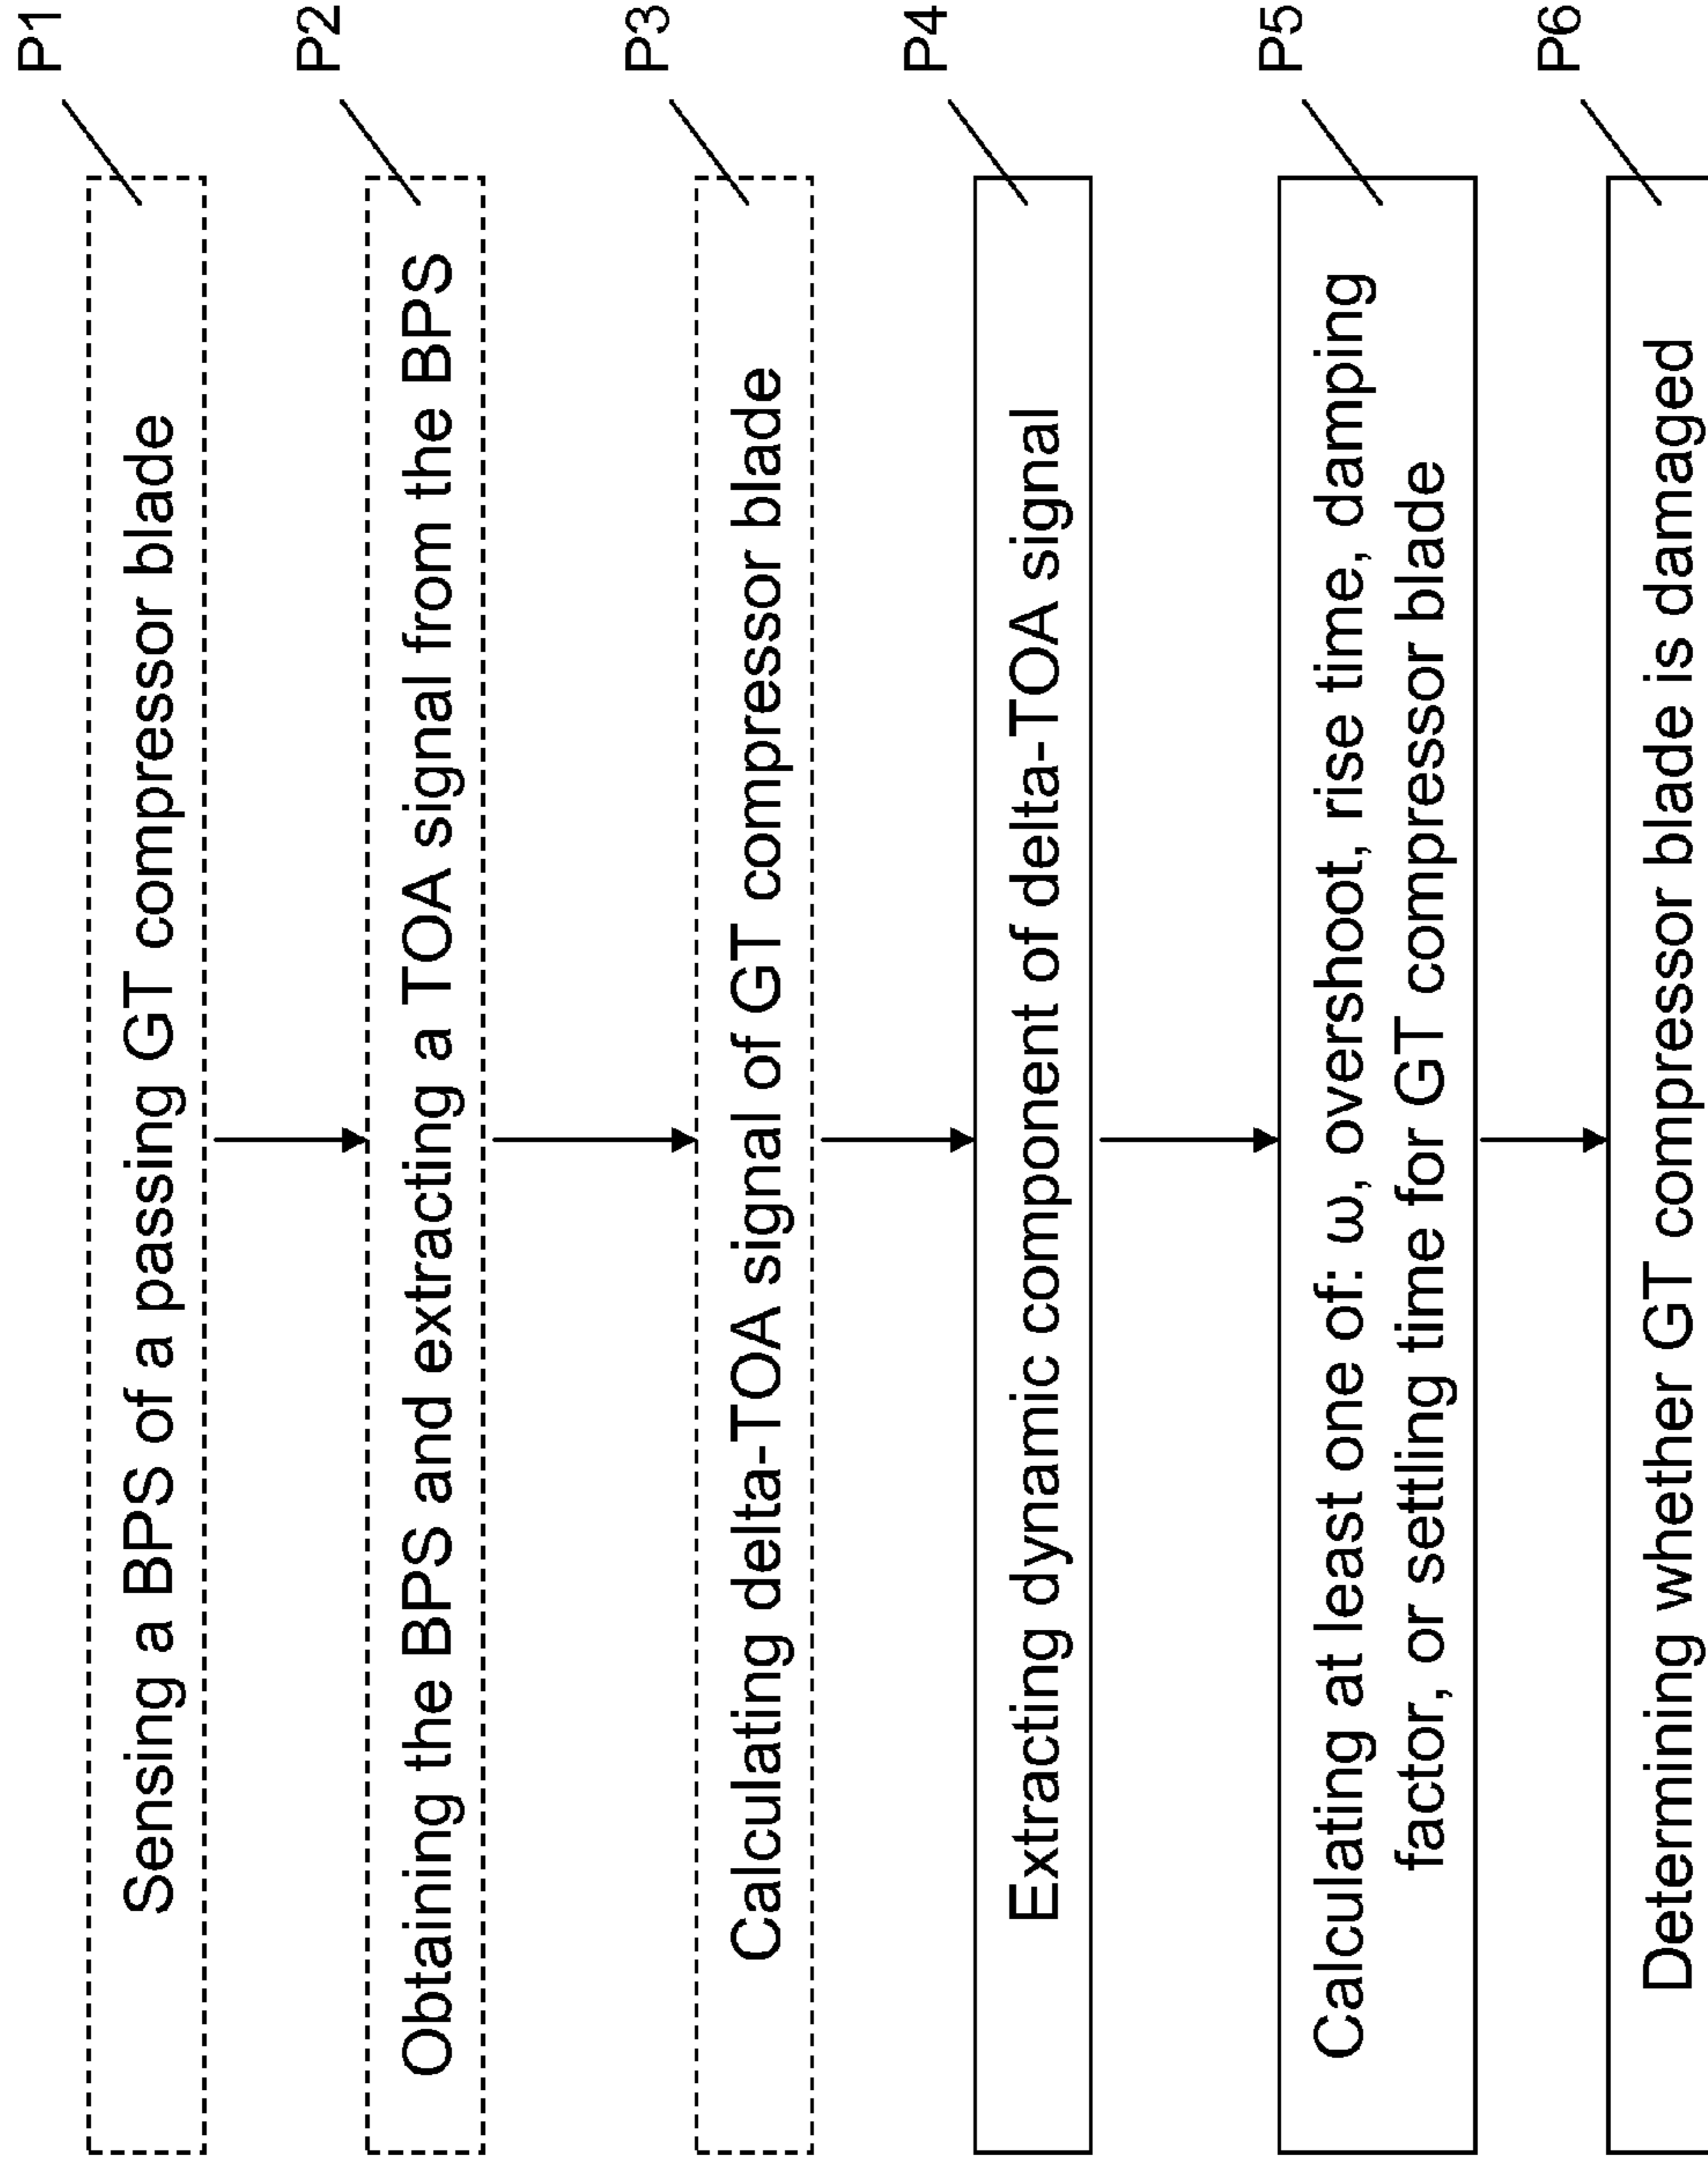 P1
Sensing a BPS of a passing GT compressor blade
P2
Obtaining the BPS and extracting a TOA signal from the BPS
P3
Calculating delta-TOA signal of GT compressor blade
P4
Extracting dynamic component of delta-TOA signal
P5
Calculating at least one of: ω, overshoot, rise time, damping
factor, or settling time for GT compressor blade
P6
Determining whether GT compressor blade is damaged